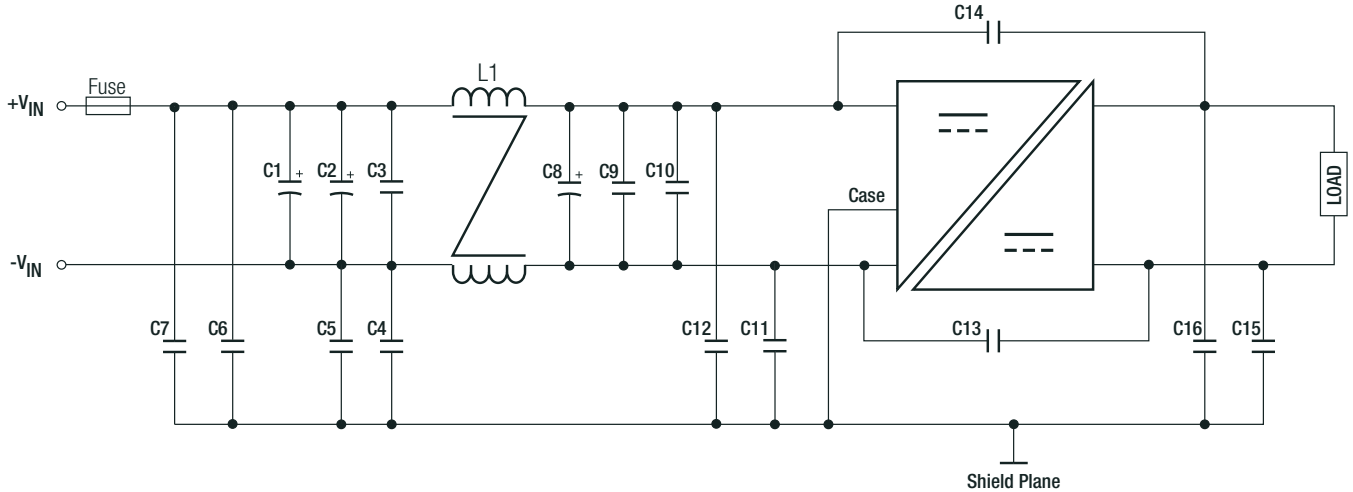 C14
L1
Fuse
+VIN
C1 +
C2 +
C3
C8 +
C9
C10
Case
LOAD
-VIN
C7
C6
C5
C4
C12
C11
C13
C16
C15
Shield Plane